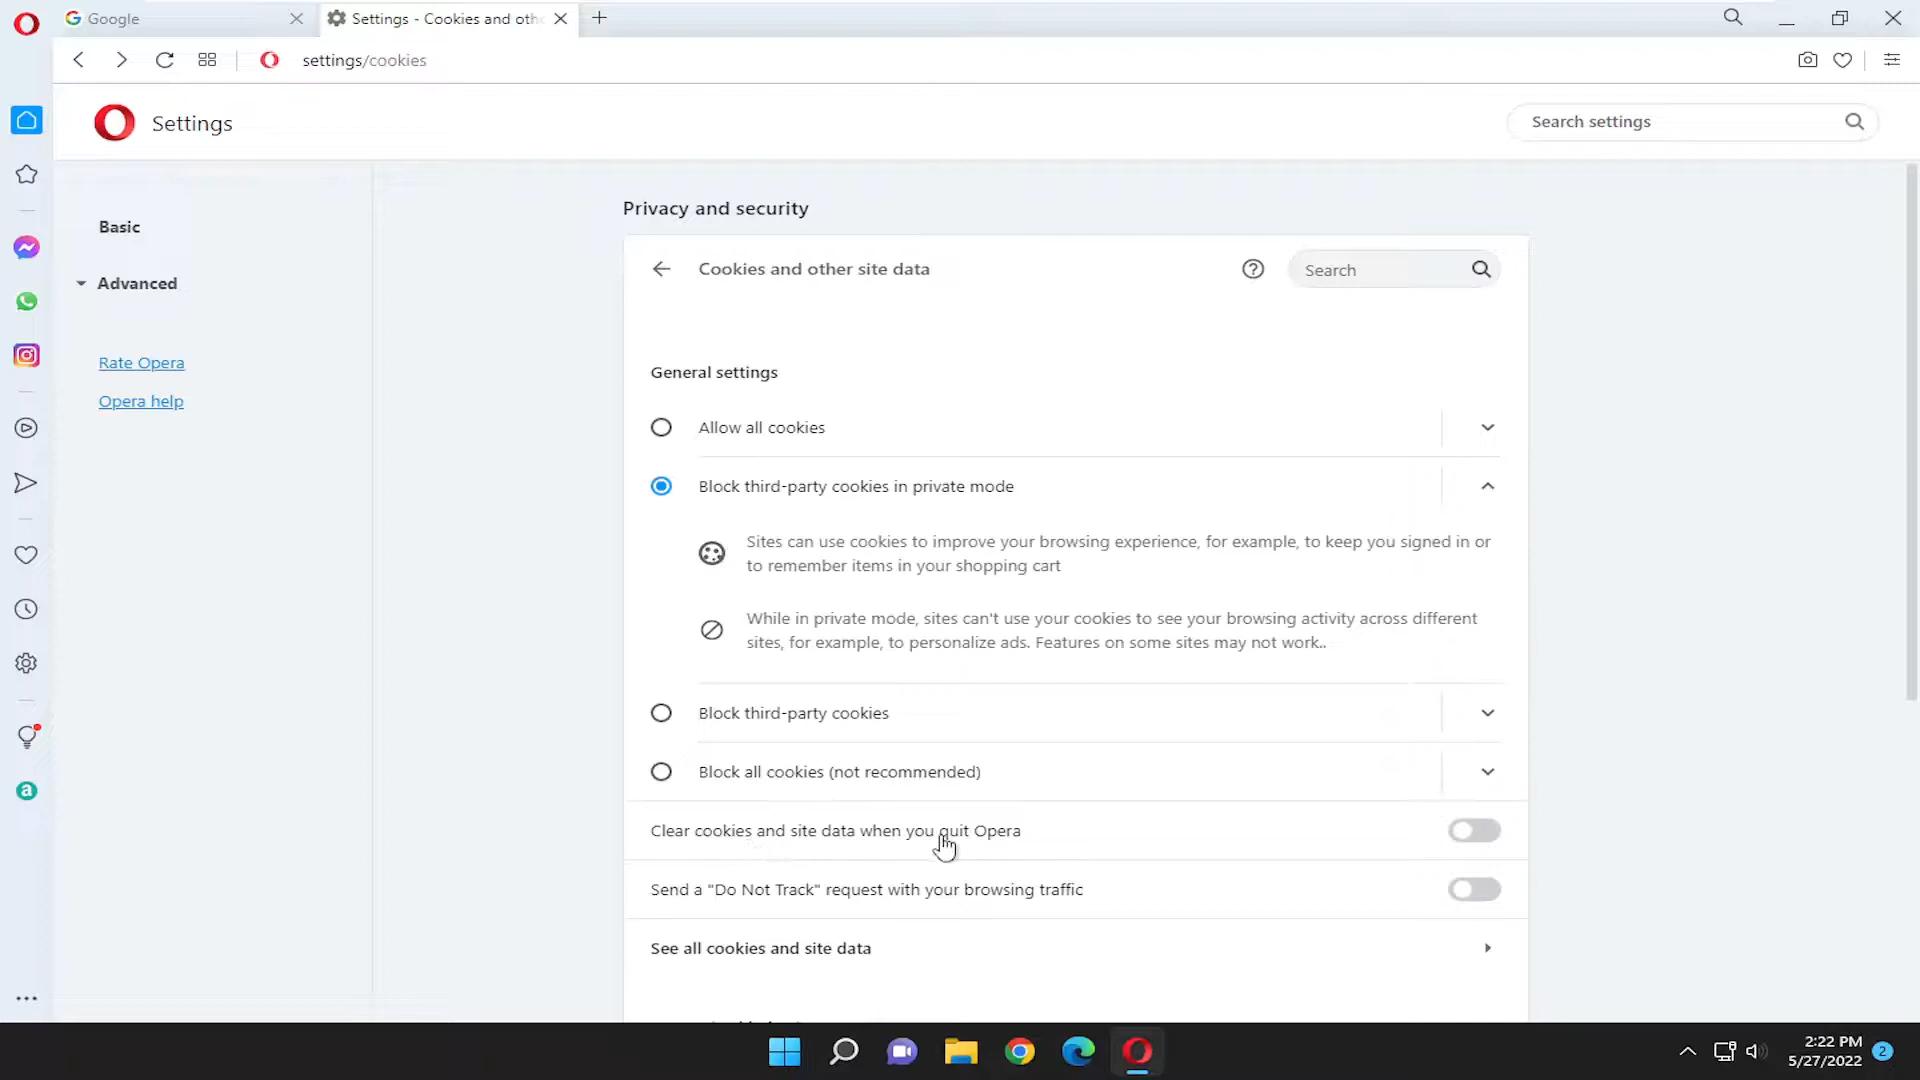 Google
Settings - Cookies and oth
settings/cookies
Settings
Search settings
Basic
Advanced
Rate Opera
Opera help
Privacy and security
Cookies and other site data
Search
General settings
Allow all cookies
Block third-party cookies in private mode
Sites can use cookies to improve your browsing experience, for example, to keep you signed in or
to remember items in your shopping cart
While in private mode, sites can't use your cookies to see your browsing activity across different
sites, for example, to personalize ads. Features on some sites may not work..
Block third-party cookies
Block all cookies (not recommended)
Clear cookies and site data when you quit Opera
Send a "Do Not Track" request with your browsing traffic
See all cookies and site data
2:22 PM
5/27/2022
2